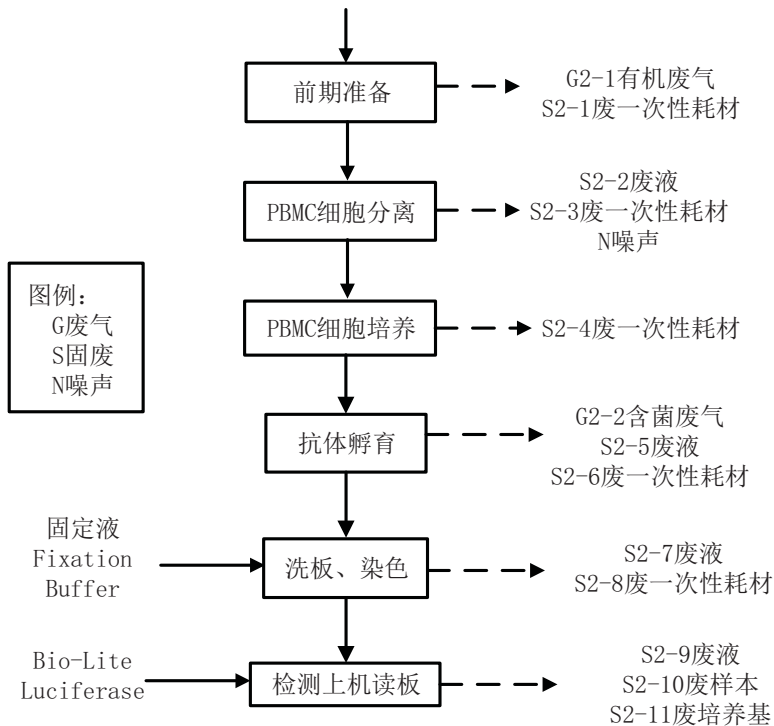 前期准备
G2-1有机废气
S2-1废一次性耗材
PBMC细胞分离
S2-2废液
S2-3废一次性耗材
N噪声
图例：
G废气
S固废
N噪声
PBMC细胞培养
S2-4废一次性耗材
抗体孵育
G2-2含菌废气
S2-5废液
S2-6废一次性耗材
固定液
Fixation
Buffer
洗板、染色
S2-7废液
S2-8废一次性耗材
Bio-Lite
Luciferase
检测上机读板
S2-9废液
S2-10废样本
S2-11废培养基